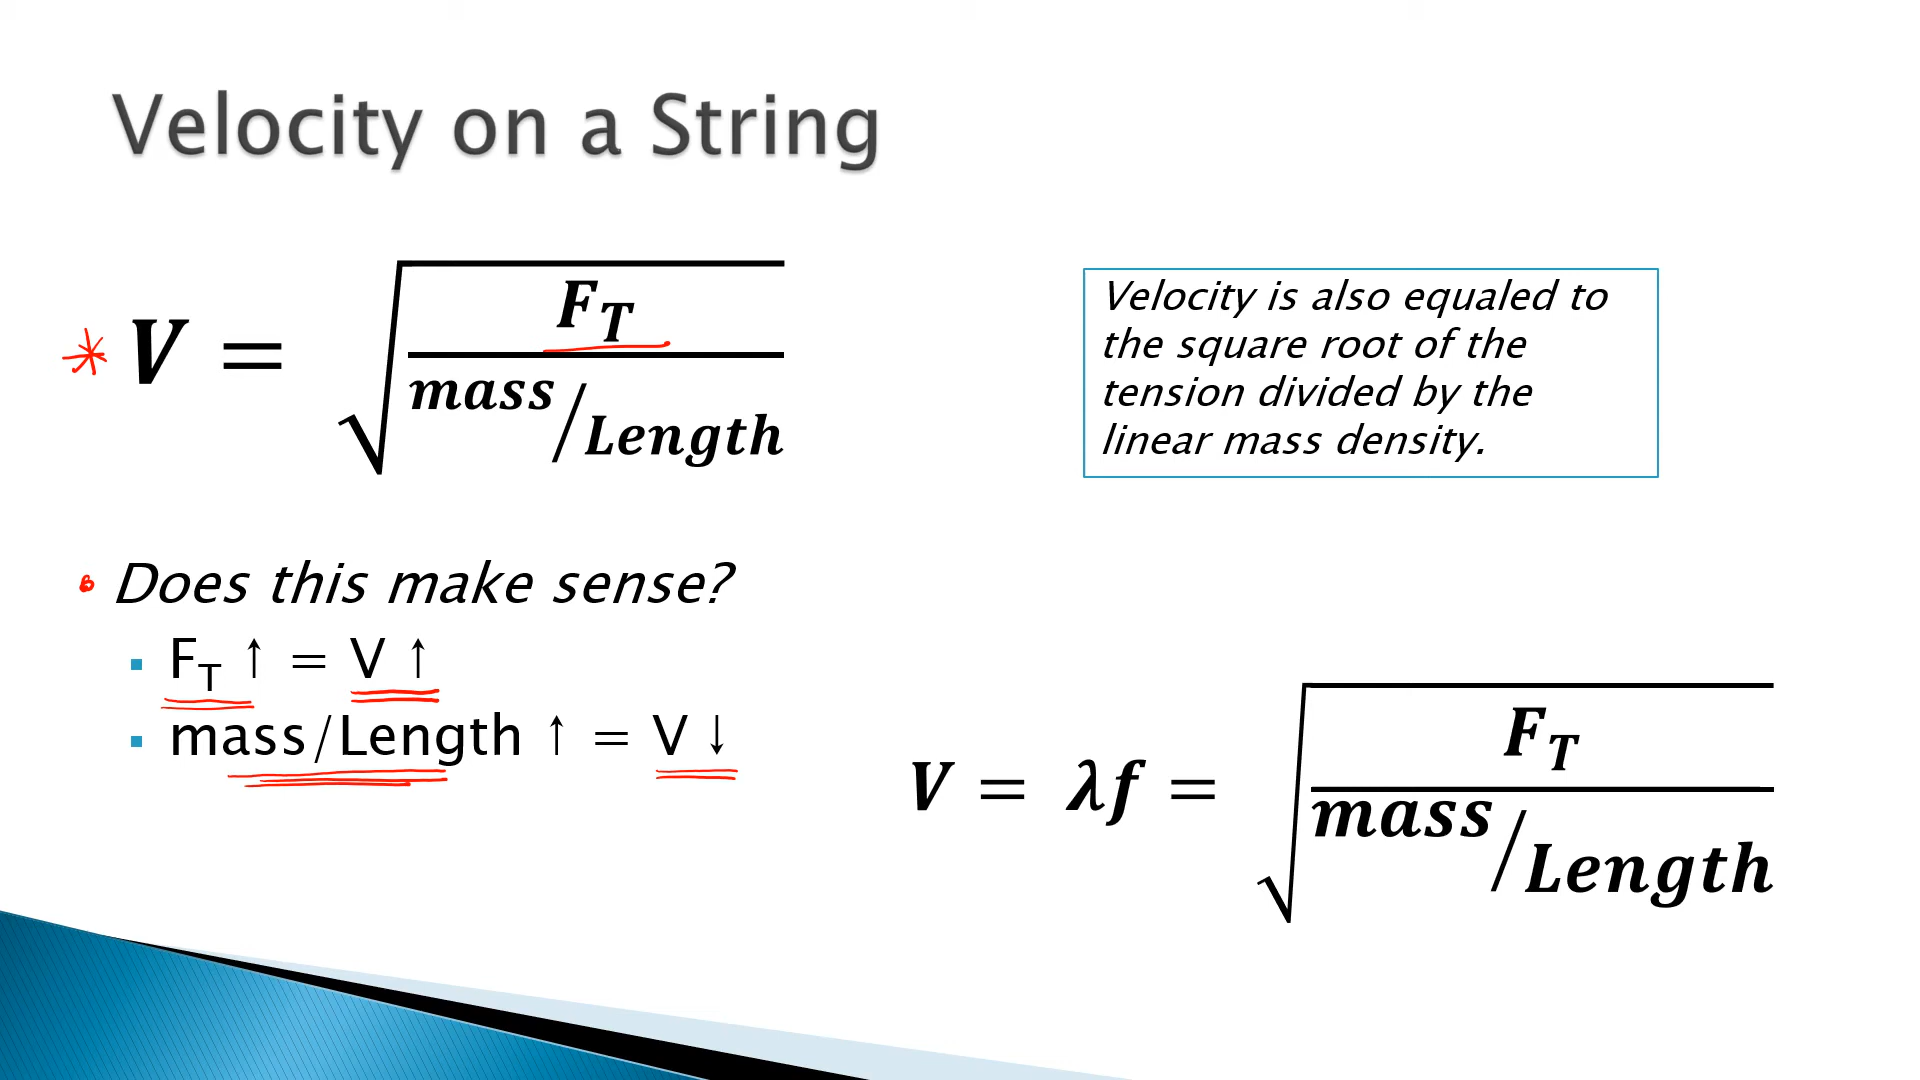 Velocity on a String
V = √(F_T / (mass/Length))
Velocity is also equaled to
the square root of the
tension divided by the
linear mass density.
Does this make sense?
▪ F_T ↑ = V ↑
▪ mass/Length ↑ = V ↓
V = λf = √(F_T / (mass/Length))